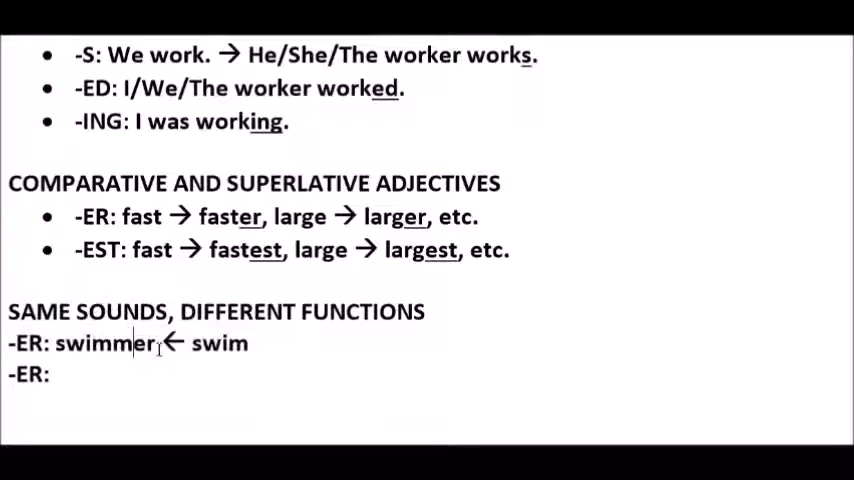 • -S: We work. → He/She/The worker works.
• -ED: I/We/The worker worked.
• -ING: I was working.
COMPARATIVE AND SUPERLATIVE ADJECTIVES
• -ER: fast → faster, large → larger, etc.
• -EST: fast → fastest, large → largest, etc.
SAME SOUNDS, DIFFERENT FUNCTIONS
-ER: swimmer ← swim
-ER: